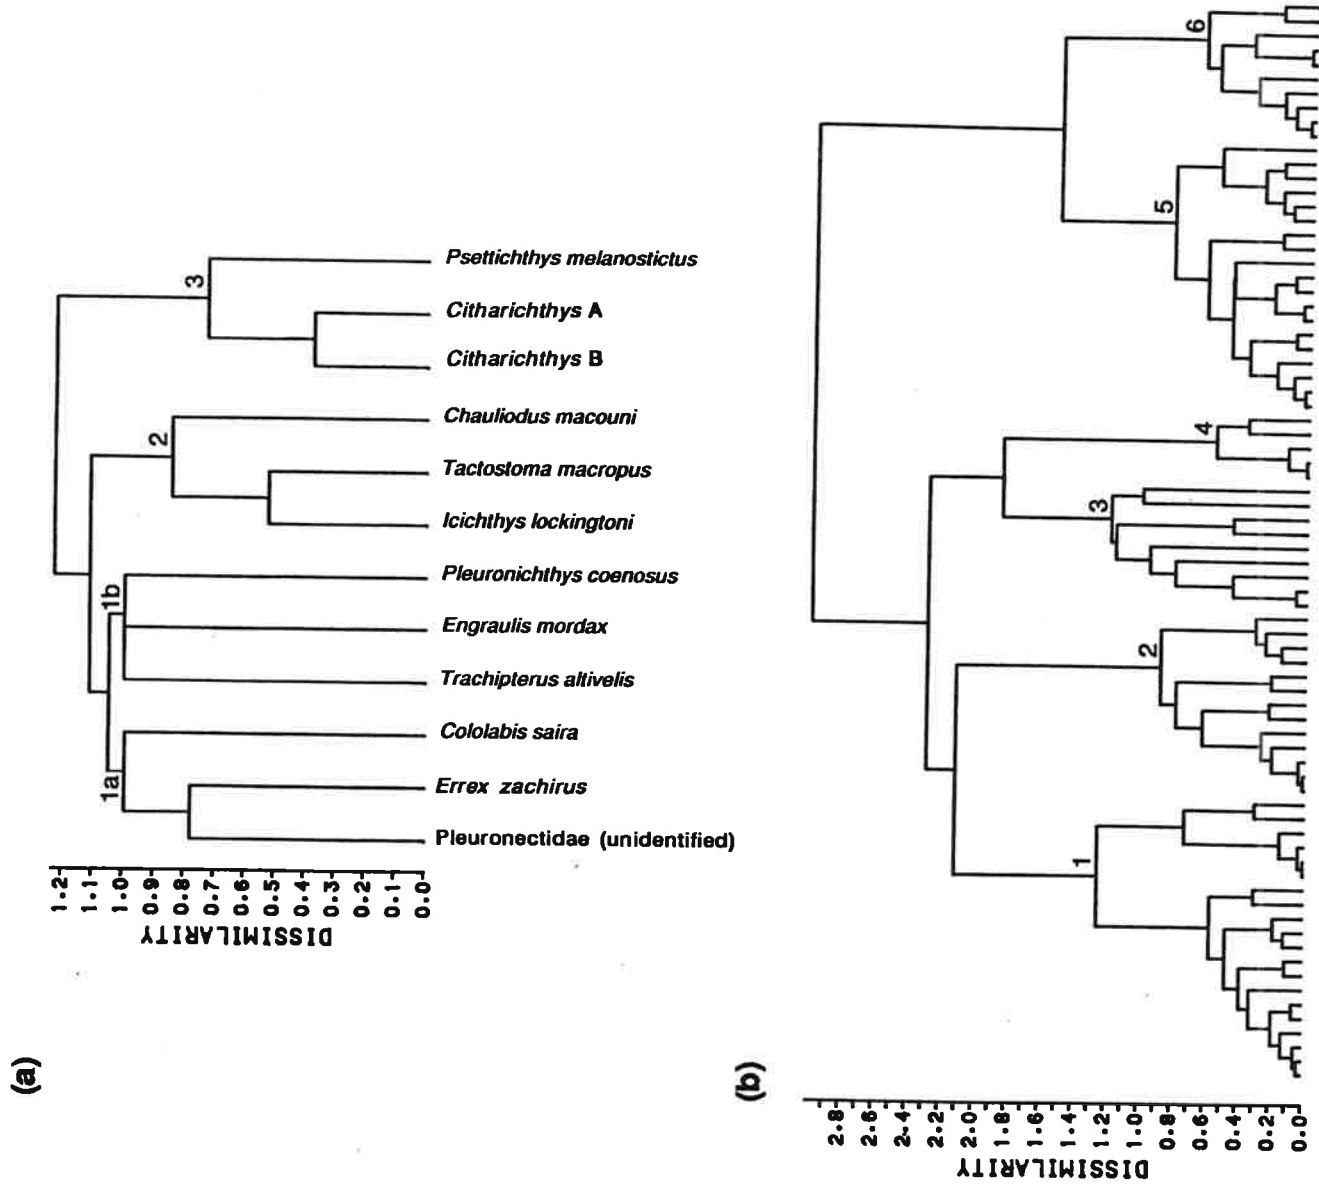 (a)
3
2
1b
1a
Psettichthys melanostictus
Citharichthys A
Citharichthys B
Chauliodus macouni
Tactostoma macropus
Icichthys lockingtoni
Pleuronichthys coenosus
Engraulis mordax
Trachipterus altivelis
Cololabis saira
Errex zachirus
Pleuronectidae (unidentified)
1.2
1.1
1.0
0.9
0.8
0.7
0.6
0.5
0.4
0.3
0.2
0.1
0.0
DISSIMILARITY
(b)
6
5
4
3
2
1
2.8
2.6
2.4
2.2
2.0
1.8
1.6
1.4
1.2
1.0
0.8
0.6
0.4
0.2
0.0
DISSIMILARITY